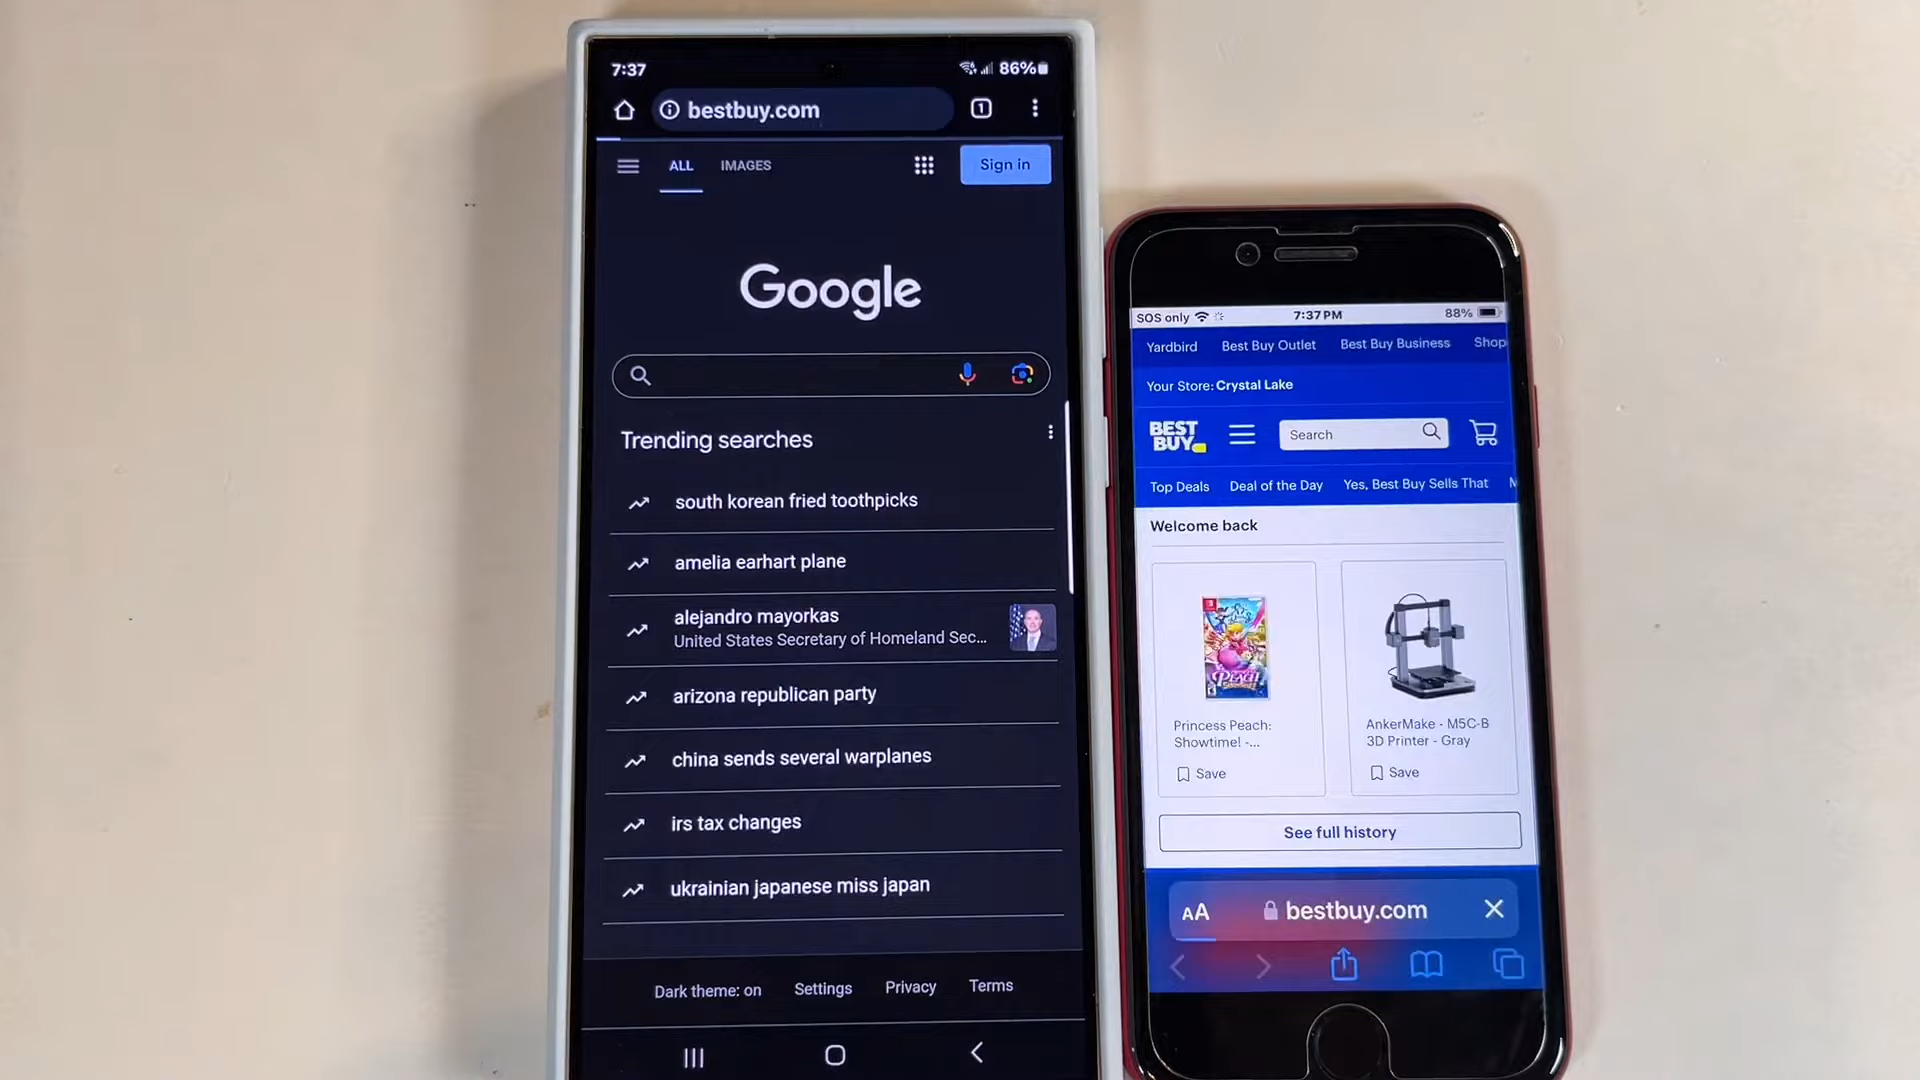 7:37
86%
bestbuy.com
1
ALL IMAGES
Sign in
Google
Trending searches
south korean fried toothpicks
amelia earhart plane
alejandro mayorkas
United States Secretary of Homeland Sec...
arizona republican party
china sends several warplanes
irs tax changes
ukrainian japanese miss japan
Dark theme: on Settings Privacy Terms
SOS only 7:37 PM 88%
Yardbird Best Buy Outlet Best Buy Business Shop
Your Store: Crystal Lake
BEST
BUY
Search
Top Deals Deal of the Day Yes, Best Buy Sells That M
Welcome back
PEACH
Princess Peach:
Showtime! -...
Save
AnkerMake - M5C-B
3D Printer - Gray
Save
See full history
AA bestbuy.com